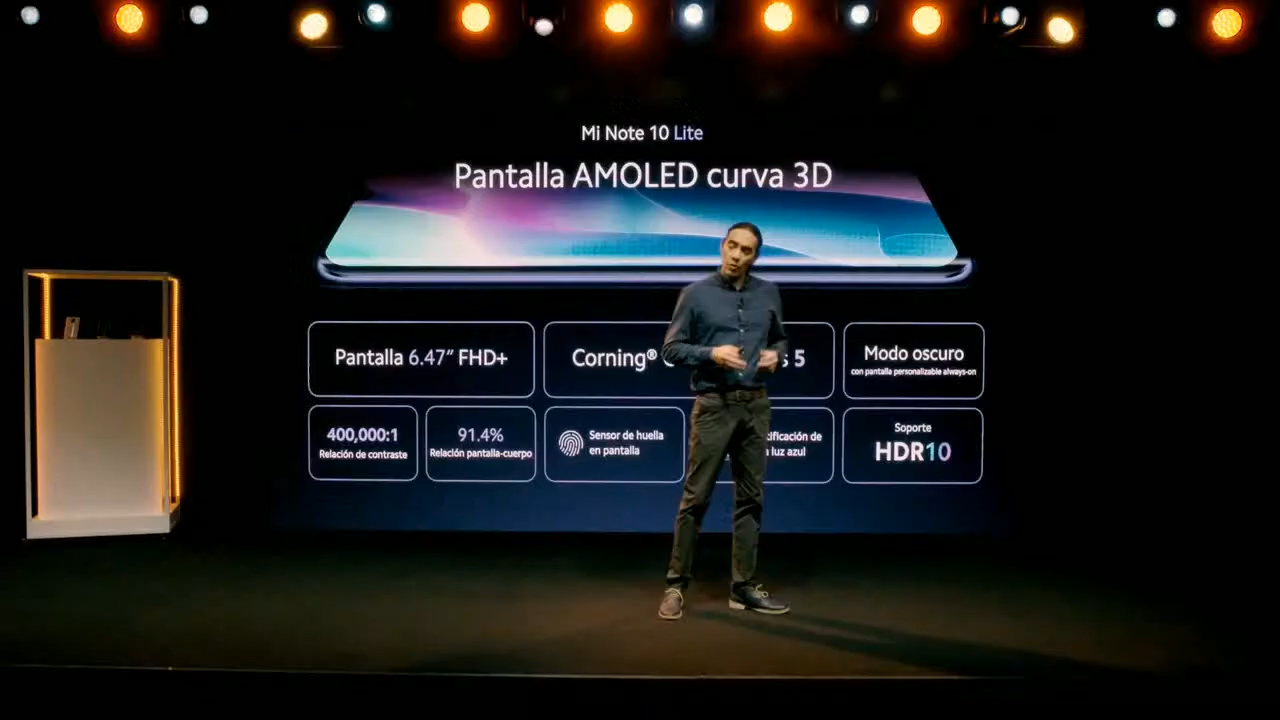 Mi Note 10 Lite
Pantalla AMOLED curva 3D
Pantalla 6.47" FHD+
Corning® 5
Modo oscuro
con pantalla personalizable always-on
400,000:1
Relación de contraste
91.4%
Relación pantalla-cuerpo
Sensor de huella
en pantalla
de
luz azul
Soporte
HDR10